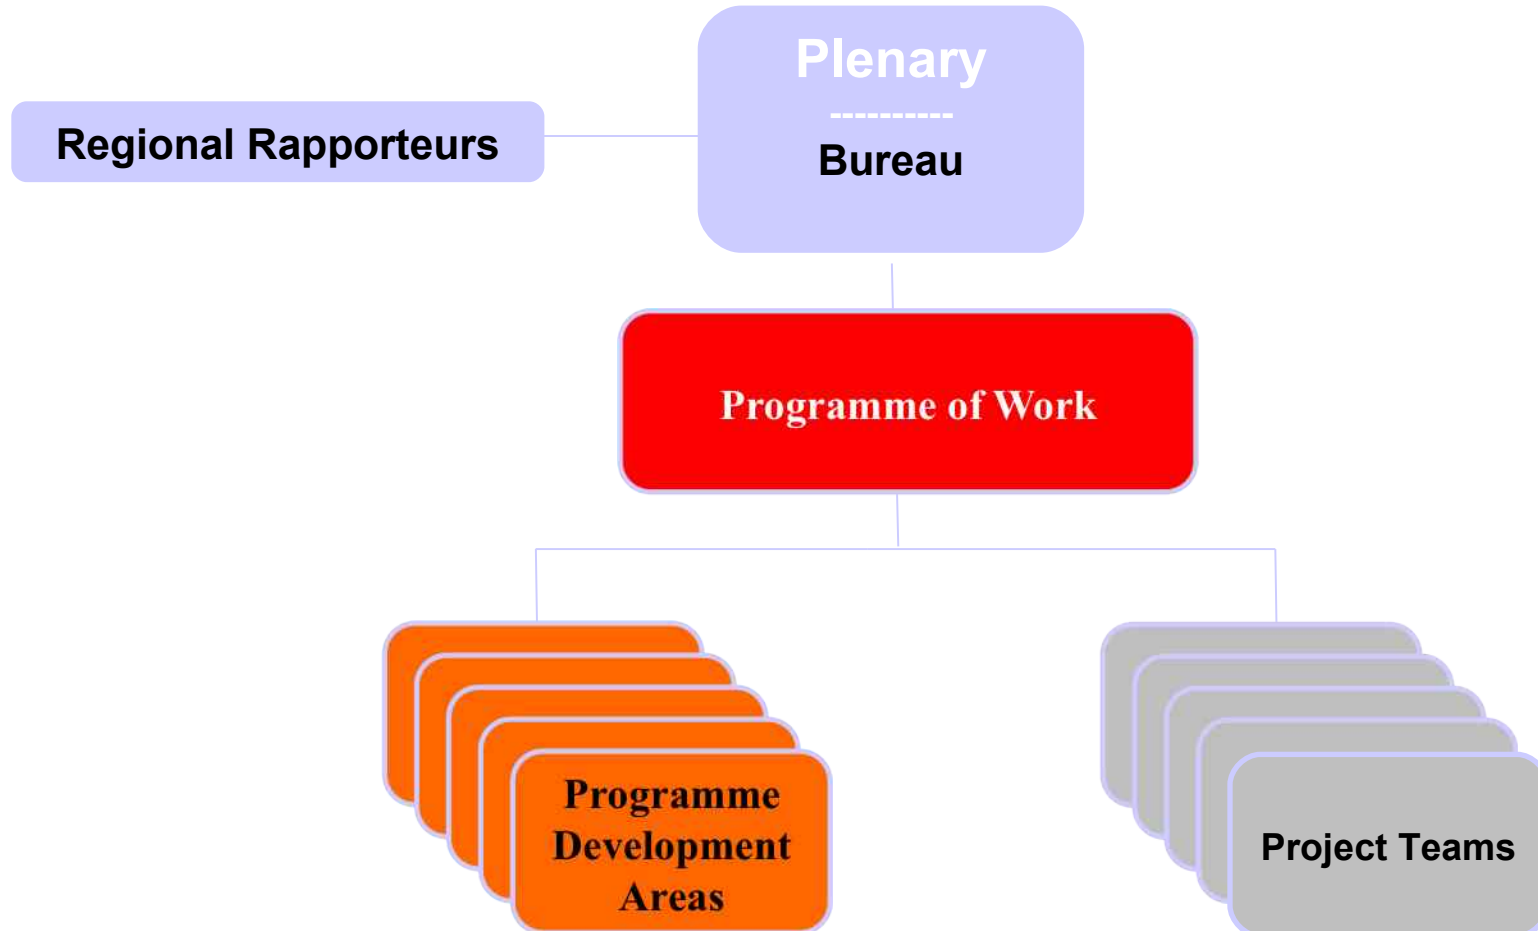 Plenary
----------
Bureau
Regional Rapporteurs
Programme of Work
Programme
Development
Areas
Project Teams